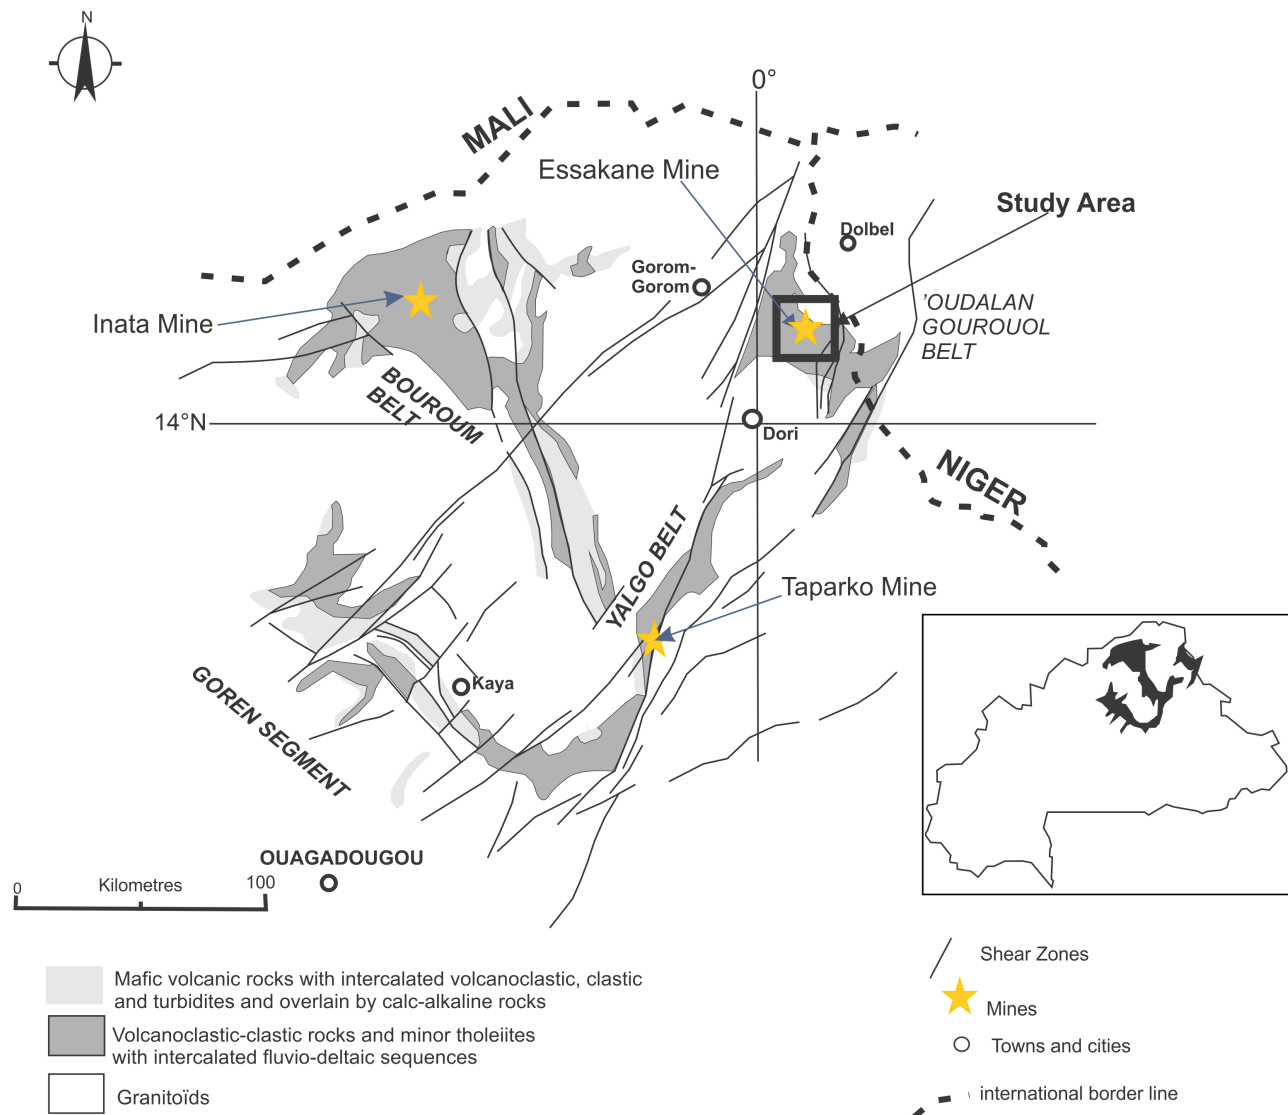 N
0°
MALI
Essakane Mine
Study Area
Dolbel
Gorom-
Gorom
Inata Mine
'OUDALAN
GOUROUOL
BELT
BOUROUM
BELT
14°N
Dori
NIGER
YALGO BELT
Taparko Mine
Kaya
GOREN SEGMENT
OUAGADOUGOU
0 Kilometres 100
Mafic volcanic rocks with intercalated volcanoclastic, clastic
and turbidites and overlain by calc-alkaline rocks
Volcanoclastic-clastic rocks and minor tholeiites
with intercalated fluvio-deltaic sequences
Granitoïds
Shear Zones
Mines
Towns and cities
international border line